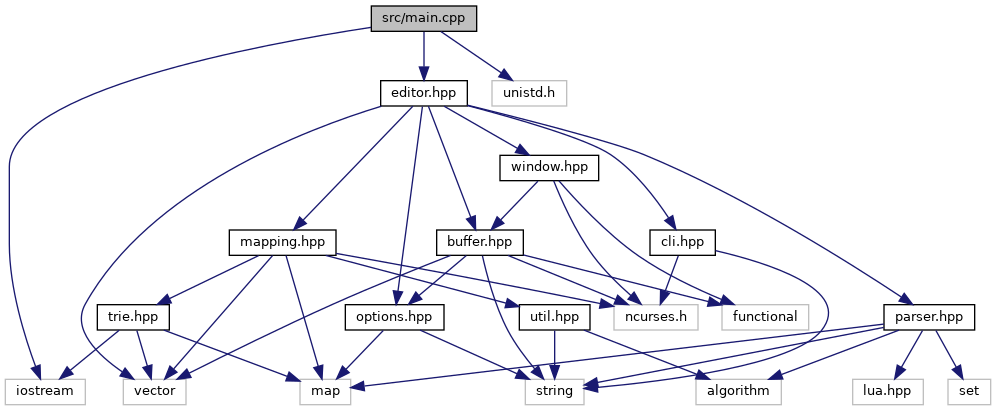 src/main.cpp
editor.hpp
unistd.h
window.hpp
mapping.hpp
buffer.hpp
cli.hpp
trie.hpp
options.hpp
util.hpp
ncurses.h
functional
parser.hpp
iostream
vector
map
string
algorithm
lua.hpp
set